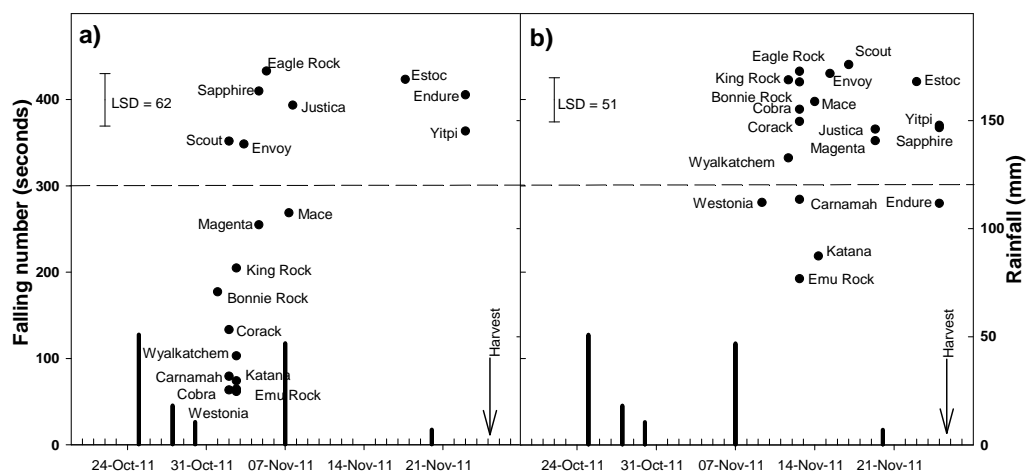 a)
Falling number (seconds)
400
300
200
100
0
LSD = 62
Eagle Rock
Sapphire
Justica
Estoc
Endure
Yitpi
Scout
Envoy
Magenta
Mace
King Rock
Bonnie Rock
Corack
Wyalkatchem
Carnamah
Katana
Cobra
Emu Rock
Westonia
Harvest
24-Oct-11 31-Oct-11 07-Nov-11 14-Nov-11 21-Nov-11
b)
LSD = 51
Scout
Eagle Rock
King Rock
Envoy
Estoc
Bonnie Rock
Mace
Cobra
Corack
Justica
Yitpi
Magenta
Sapphire
Wyalkatchem
Westonia
Carnamah
Endure
Katana
Emu Rock
Harvest
24-Oct-11 31-Oct-11 07-Nov-11 14-Nov-11 21-Nov-11
150
100
50
0
Rainfall (mm)